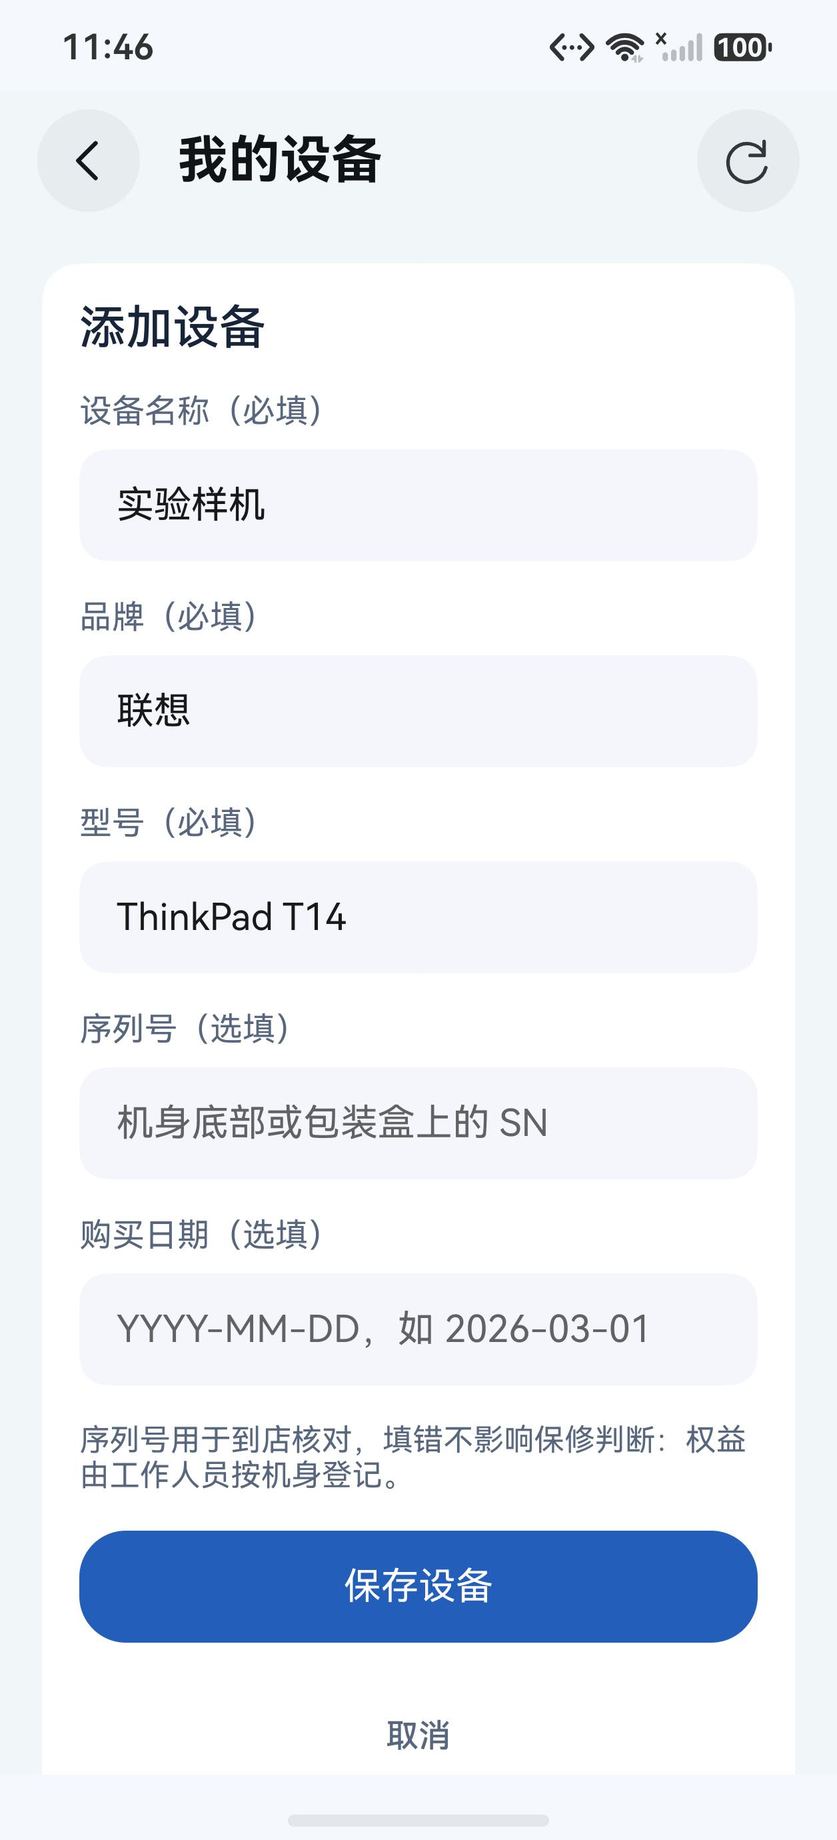 11:46
100
我的设备
添加设备
设备名称（必填）
实验样机
品牌（必填）
联想
型号（必填）
ThinkPad T14
序列号（选填）
机身底部或包装盒上的 SN
购买日期（选填）
YYYY-MM-DD，如 2026-03-01
序列号用于到店核对，填错不影响保修判断：权益
由工作人员按机身登记。
保存设备
取消